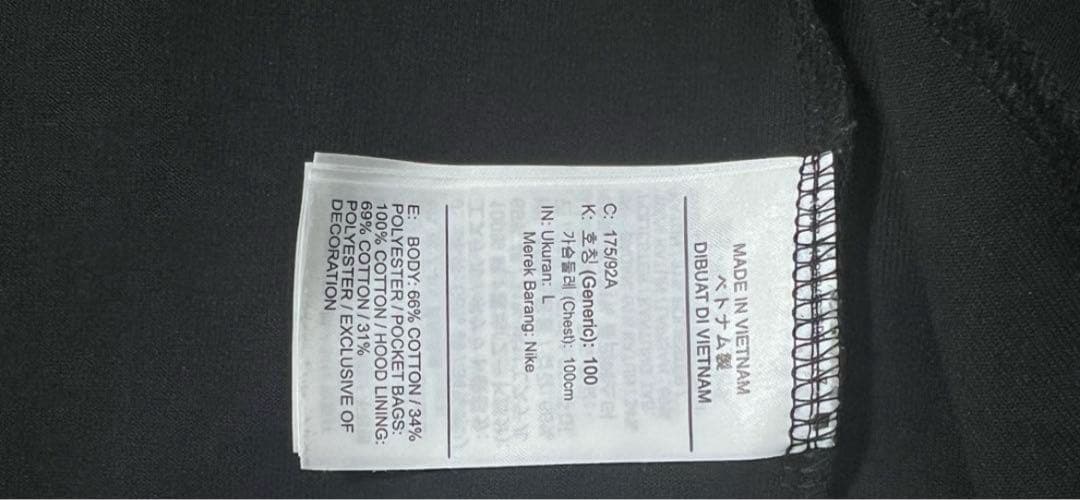 MADE IN VIETNAM
ベトナム製
DIBUAT DI VIETNAM
C: 175/92A
K: 호칭 (Generic): 100
가슴둘레 (Chest): 100cm
IN: Ukuran: L
Merek Barang: Nike
E: BODY: 66% COTTON / 34%
POLYESTER / POCKET BAGS:
100% COTTON / HOOD LINING:
69% COTTON / 31%
POLYESTER / EXCLUSIVE OF
DECORATION